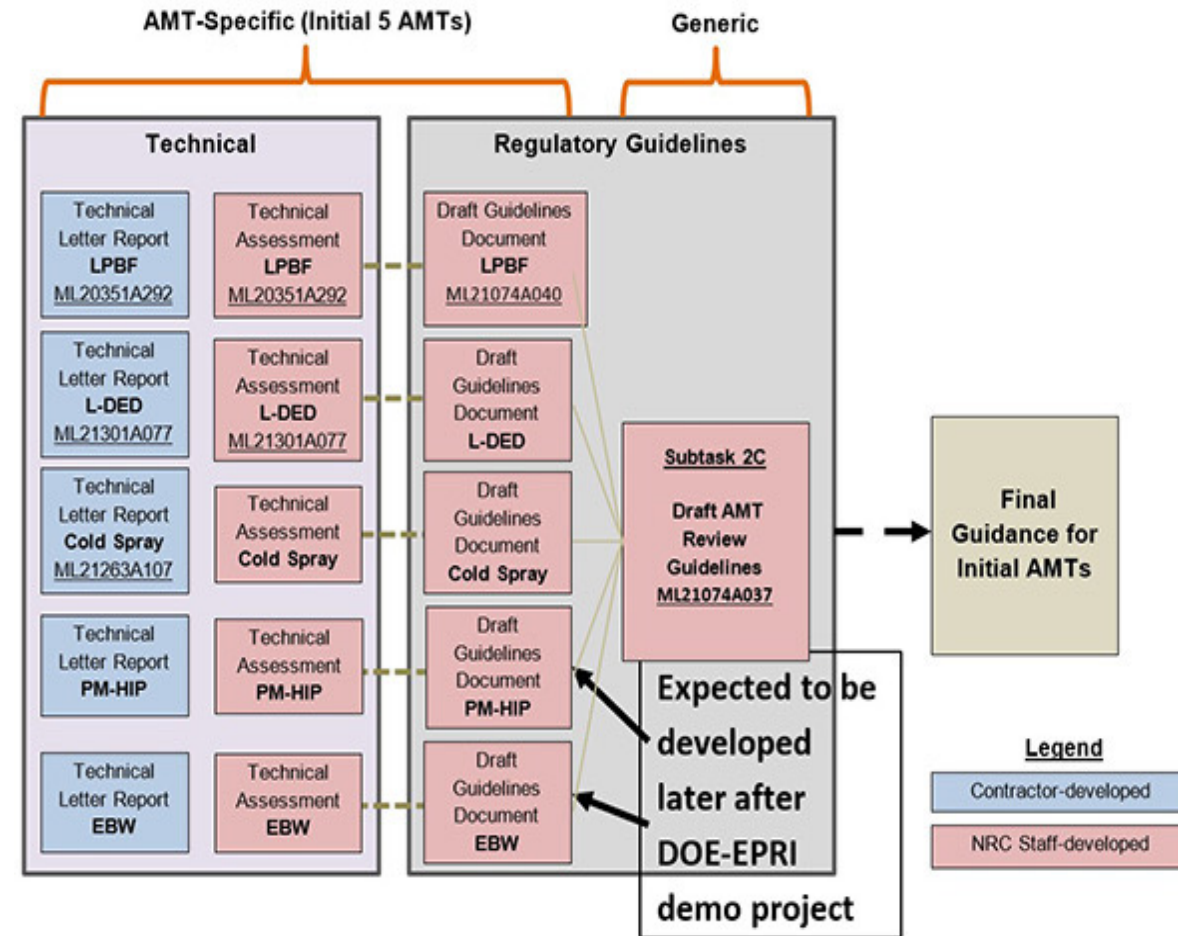 AMT-Specific (Initial 5 AMTs)
Generic
Technical
Regulatory Guidelines
Technical
Letter Report
LPBF
ML20351A292
Technical
Assessment
LPBF
ML20351A292
Draft Guidelines
Document
LPBF
ML21074A040
Technical
Letter Report
L-DED
ML21301A077
Technical
Assessment
L-DED
ML21301A077
Draft
Guidelines
Document
L-DED
Technical
Letter Report
Cold Spray
ML21263A107
Technical
Assessment
Cold Spray
Draft
Guidelines
Document
Cold Spray
Technical
Letter Report
PM-HIP
Technical
Assessment
PM-HIP
Draft
Guidelines
Document
PM-HIP
Technical
Letter Report
EBW
Technical
Assessment
EBW
Draft
Guidelines
Document
EBW
Subtask 2C
Draft AMT
Review
Guidelines
ML21074A037
Expected to be
developed
later after
DOE-EPRI
demo project
Final
Guidance for
Initial AMTs
Legend
Contractor-developed
NRC Staff-developed